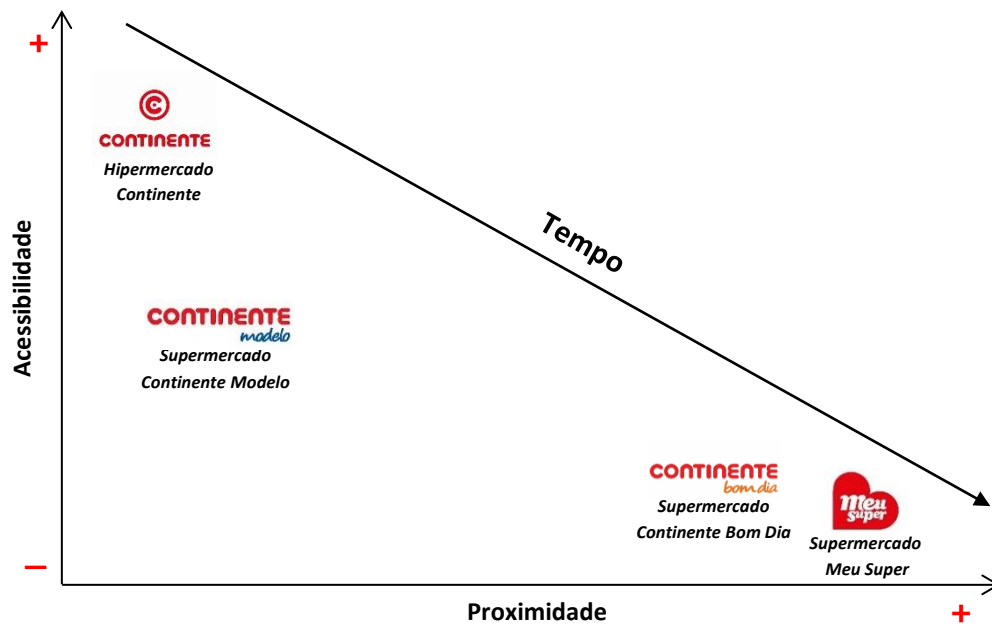 +
C
CONTINENTE
Hipermercado
Continente
Tempo
Acessibilidade
CONTINENTE
modelo
Supermercado
Continente Modelo
CONTINENTE
bom dia
Supermercado
Continente Bom Dia
Meu
super
Supermercado
Meu Super
–
Proximidade
+